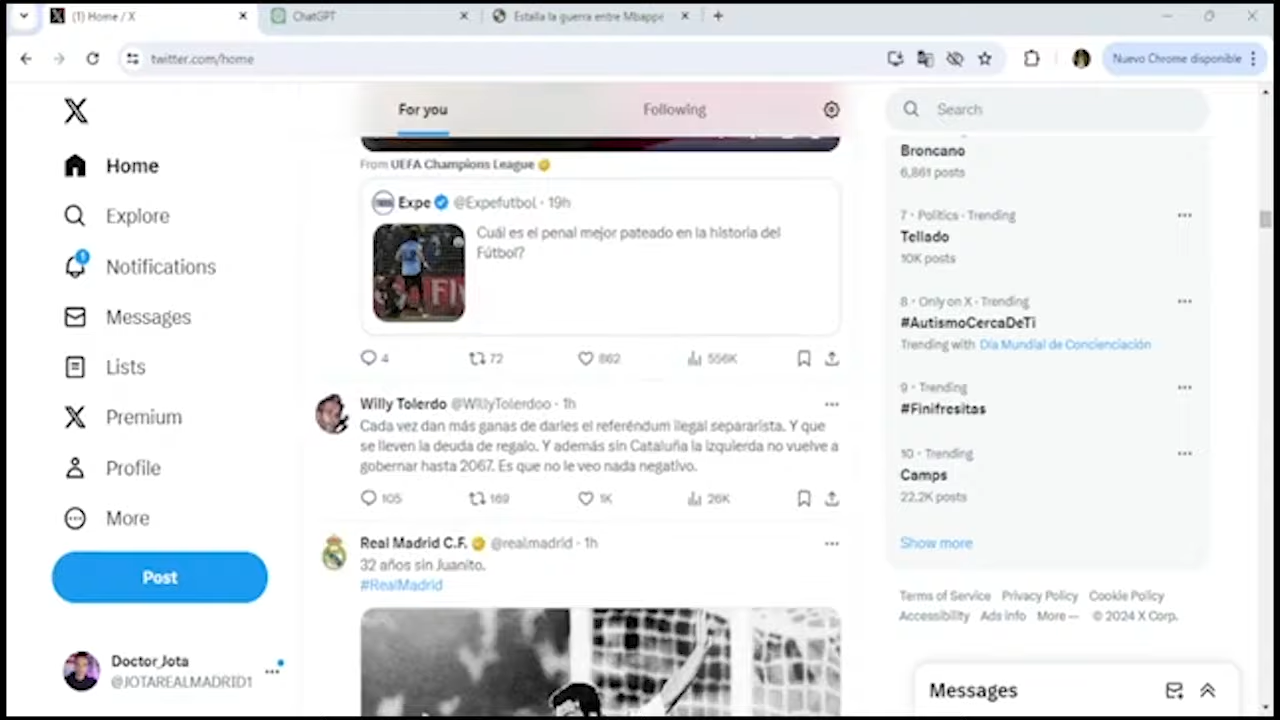 (1) Home / X
ChatGPT
Estalla la guerra entre Mbappe
twitter.com/home
Nuevo Chrome disponible
For you
Following
Search
Home
Explore
1
Notifications
Messages
Lists
Premium
Profile
More
Post
Doctor_Jota
@JOTAREALMADRID1
From UEFA Champions League
Expe @Expefutbol · 19h
Cuál es el penal mejor pateado en la historia del
Fútbol?
4
72
862
556K
Willy Tolerdo @WillyTolerdoo · 1h
Cada vez dan más ganas de darles el referéndum ilegal separarista. Y que
se lleven la deuda de regalo. Y además sin Cataluña la izquierda no vuelve a
gobernar hasta 2067. Es que no le veo nada negativo.
105
169
1K
26K
Real Madrid C.F. @realmadrid · 1h
32 años sin Juanito.
#RealMadrid
Broncano
6,861 posts
7 · Politics · Trending
Tellado
10K posts
8 · Only on X · Trending
#AutismoCercaDeTi
Trending with Día Mundial de Concienciación
9 · Trending
#Finifresitas
10 · Trending
Camps
22.2K posts
Show more
Terms of Service Privacy Policy Cookie Policy
Accessibility Ads info More··· © 2024 X Corp.
Messages